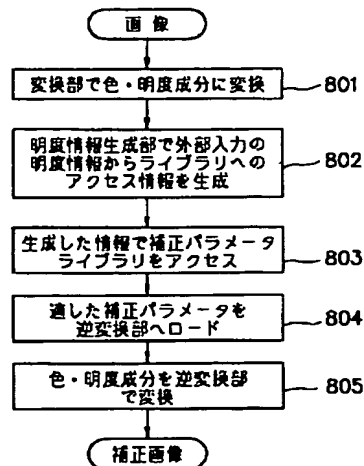 画像
変換部で色・明度成分に変換
801
明度情報生成部で外部入力の
明度情報からライブラリへの
アクセス情報を生成
802
生成した情報で補正パラメータ
ライブラリをアクセス
803
適した補正パラメータを
逆変換部へロード
804
色・明度成分を逆変換部
で変換
805
補正画像